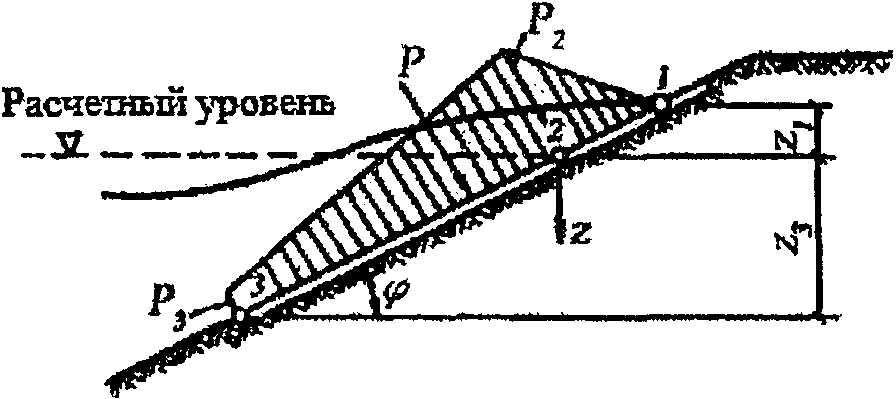 P₂
P
1
Расчетный уровень
2
z₁
z
z₃
3
P₃
φ